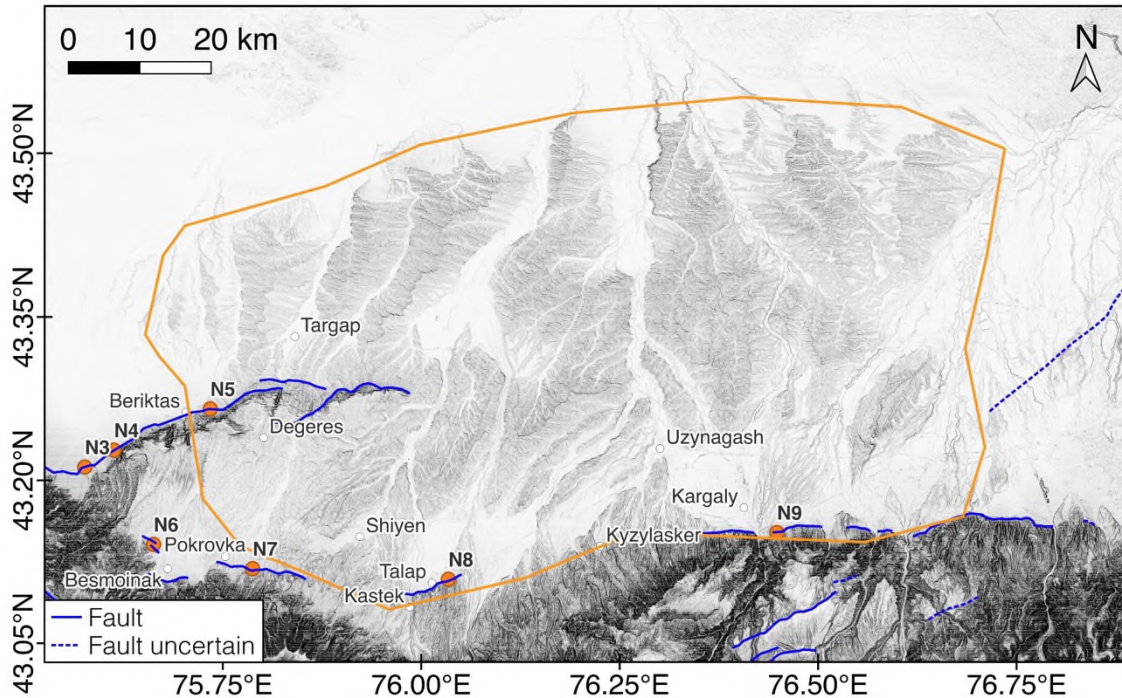 0 10 20 km
N
43.50°N
43.35°N
43.20°N
43.05°N
Targap
Beriktas
N5
N4
N3
Degeres
Uzynagash
Kargaly
N9
Kyzylasker
Shiyen
N6
Pokrovka
N7
Besmoinak
Talap
N8
Kastek
Fault
Fault uncertain
75.75°E 76.00°E 76.25°E 76.50°E 76.75°E